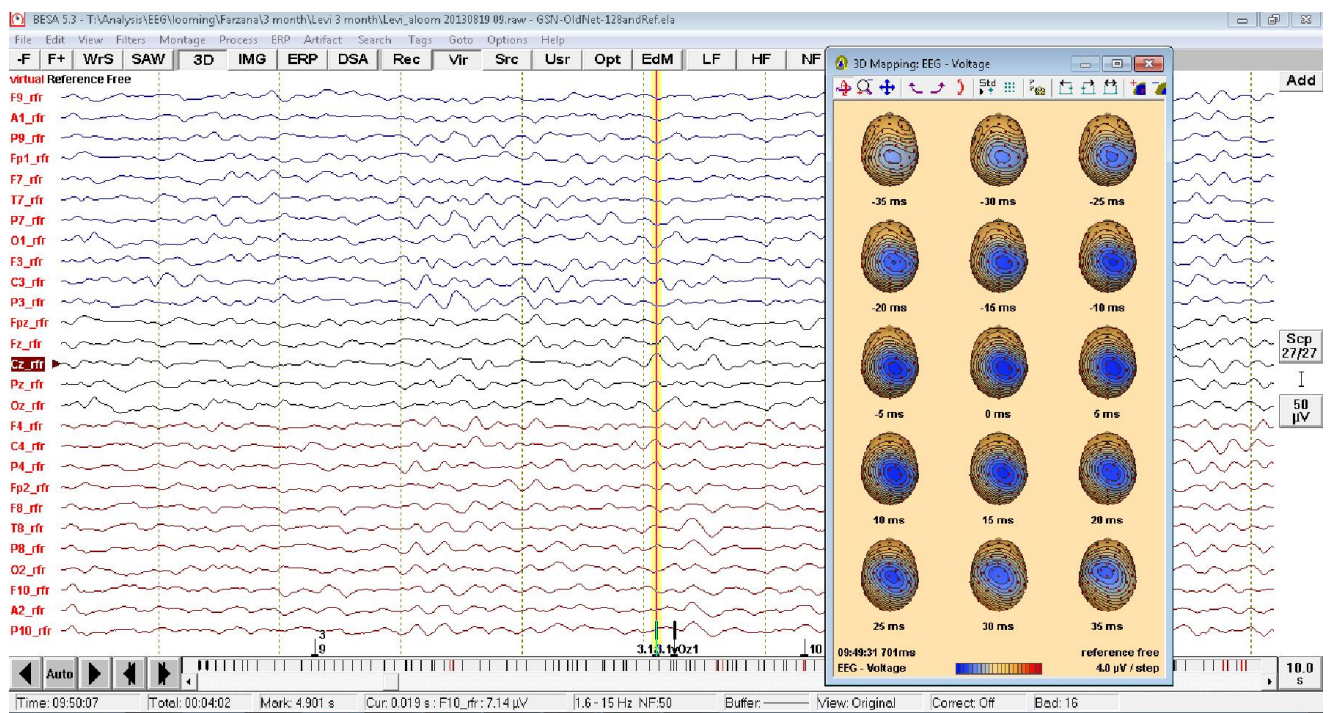 BESA 5.3 - T:\Analysis\EEG\looming\Farzana\3 month\Levi 3 month\Levi_aloom 20130819 09.raw - GSN-OldNet-128andRef.ela
File Edit View Filters Montage Process ERP Artifact Search Tags Goto Options Help
-F F+ WrS SAW 3D IMG ERP DSA Rec Vir Src Usr Opt EdM LF HF NF
virtual Reference Free
Add
F9_rfr
A1_rfr
P9_rfr
Fp1_rfr
F7_rfr
T7_rfr
P7_rfr
O1_rfr
F3_rfr
C3_rfr
P3_rfr
Fpz_rfr
Fz_rfr
Cz_rfr
Pz_rfr
Oz_rfr
F4_rfr
C4_rfr
P4_rfr
Fp2_rfr
F8_rfr
T8_rfr
P8_rfr
O2_rfr
F10_rfr
A2_rfr
P10_rfr
3
9
10
3D Mapping: EEG - Voltage
Std
-35 ms -30 ms -25 ms
-20 ms -15 ms -10 ms
-5 ms 0 ms 5 ms
10 ms 15 ms 20 ms
25 ms 30 ms 35 ms
09:49:31 701ms reference free
EEG - Voltage 4.0 µV / step
Scp
27/27
50
µV
Auto
10.0
s
Time: 09:50:07 Total: 00:04:02 Mark: 4.901 s Cur: 0.019 s : F10_rfr : 7.14 µV 1.6 - 15 Hz NF:50 Buffer: View: Original Correct: Off Bad: 16